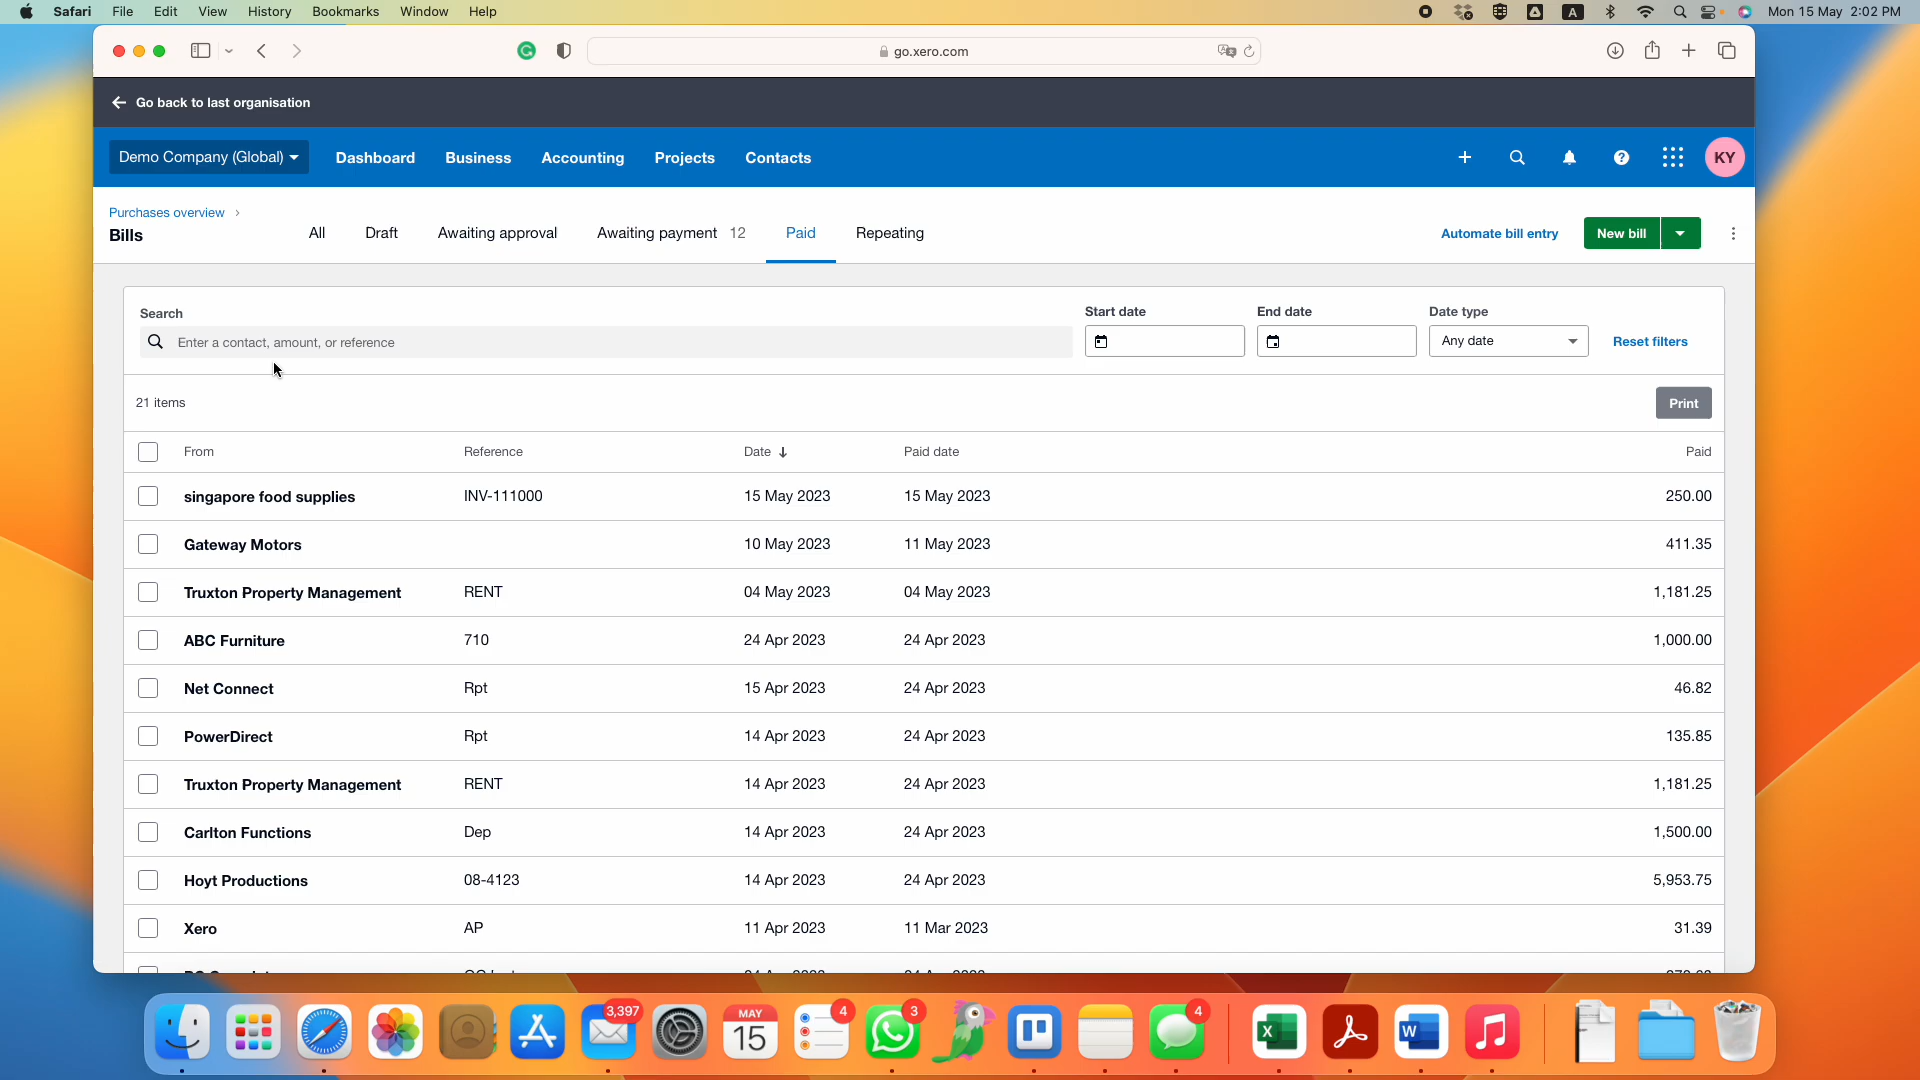 Safari File Edit View History Bookmarks Window Help A Mon 15 May 2:02 PM
go.xero.com
Go back to last organisation
Demo Company (Global) Dashboard Business Accounting Projects Contacts KY
Purchases overview
Bills All Draft Awaiting approval Awaiting payment 12 Paid Repeating Automate bill entry New bill
Search Start date End date Date type
Enter a contact, amount, or reference Any date Reset filters
21 items Print
From Reference Date Paid date Paid
singapore food supplies INV-111000 15 May 2023 15 May 2023 250.00
Gateway Motors 10 May 2023 11 May 2023 411.35
Truxton Property Management RENT 04 May 2023 04 May 2023 1,181.25
ABC Furniture 710 24 Apr 2023 24 Apr 2023 1,000.00
Net Connect Rpt 15 Apr 2023 24 Apr 2023 46.82
PowerDirect Rpt 14 Apr 2023 24 Apr 2023 135.85
Truxton Property Management RENT 14 Apr 2023 24 Apr 2023 1,181.25
Carlton Functions Dep 14 Apr 2023 24 Apr 2023 1,500.00
Hoyt Productions 08-4123 14 Apr 2023 24 Apr 2023 5,953.75
Xero AP 11 Apr 2023 11 Mar 2023 31.39
3,397 MAY 15 4 3 4 X W